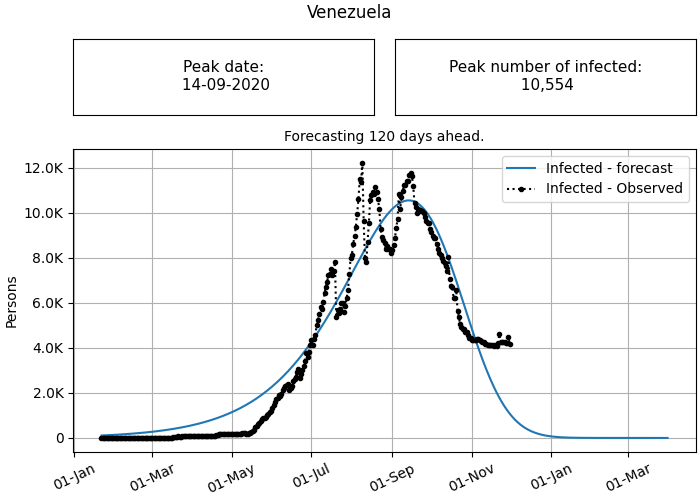 Venezuela
Peak date:
14-09-2020
Peak number of infected:
10,554
Forecasting 120 days ahead.
Infected - forecast
Infected - Observed
Persons
12.0K
10.0K
8.0K
6.0K
4.0K
2.0K
0
01-Jan
01-Mar
01-May
01-Jul
01-Sep
01-Nov
01-Jan
01-Mar